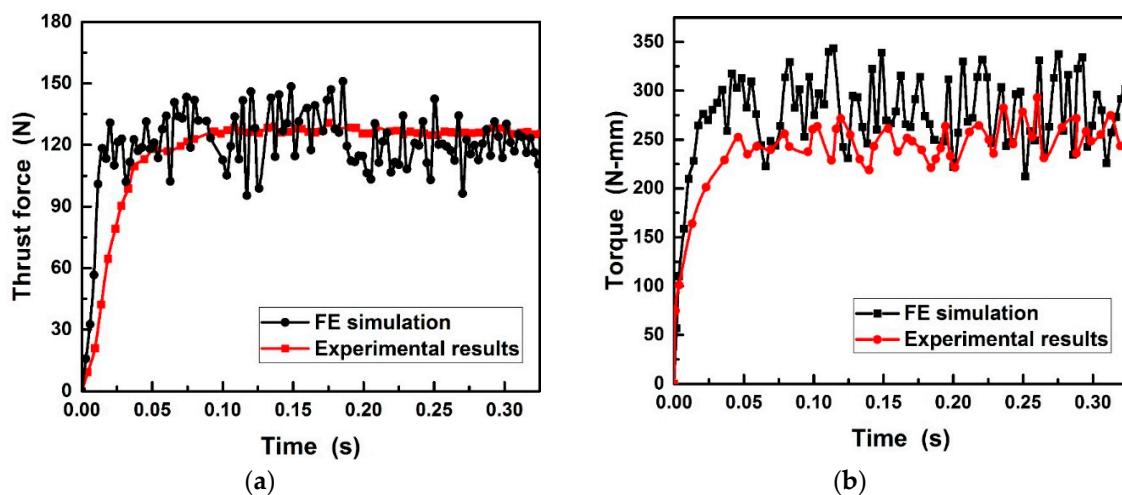 180
150
120
90
60
30
0
Thrust force (N)
FE simulation
Experimental results
0.00 0.05 0.10 0.15 0.20 0.25 0.30
Time (s)
(a)
350
300
250
200
150
100
50
0
Torque (N-mm)
FE simulation
Experimental results
0.00 0.05 0.10 0.15 0.20 0.25 0.30
Time (s)
(b)